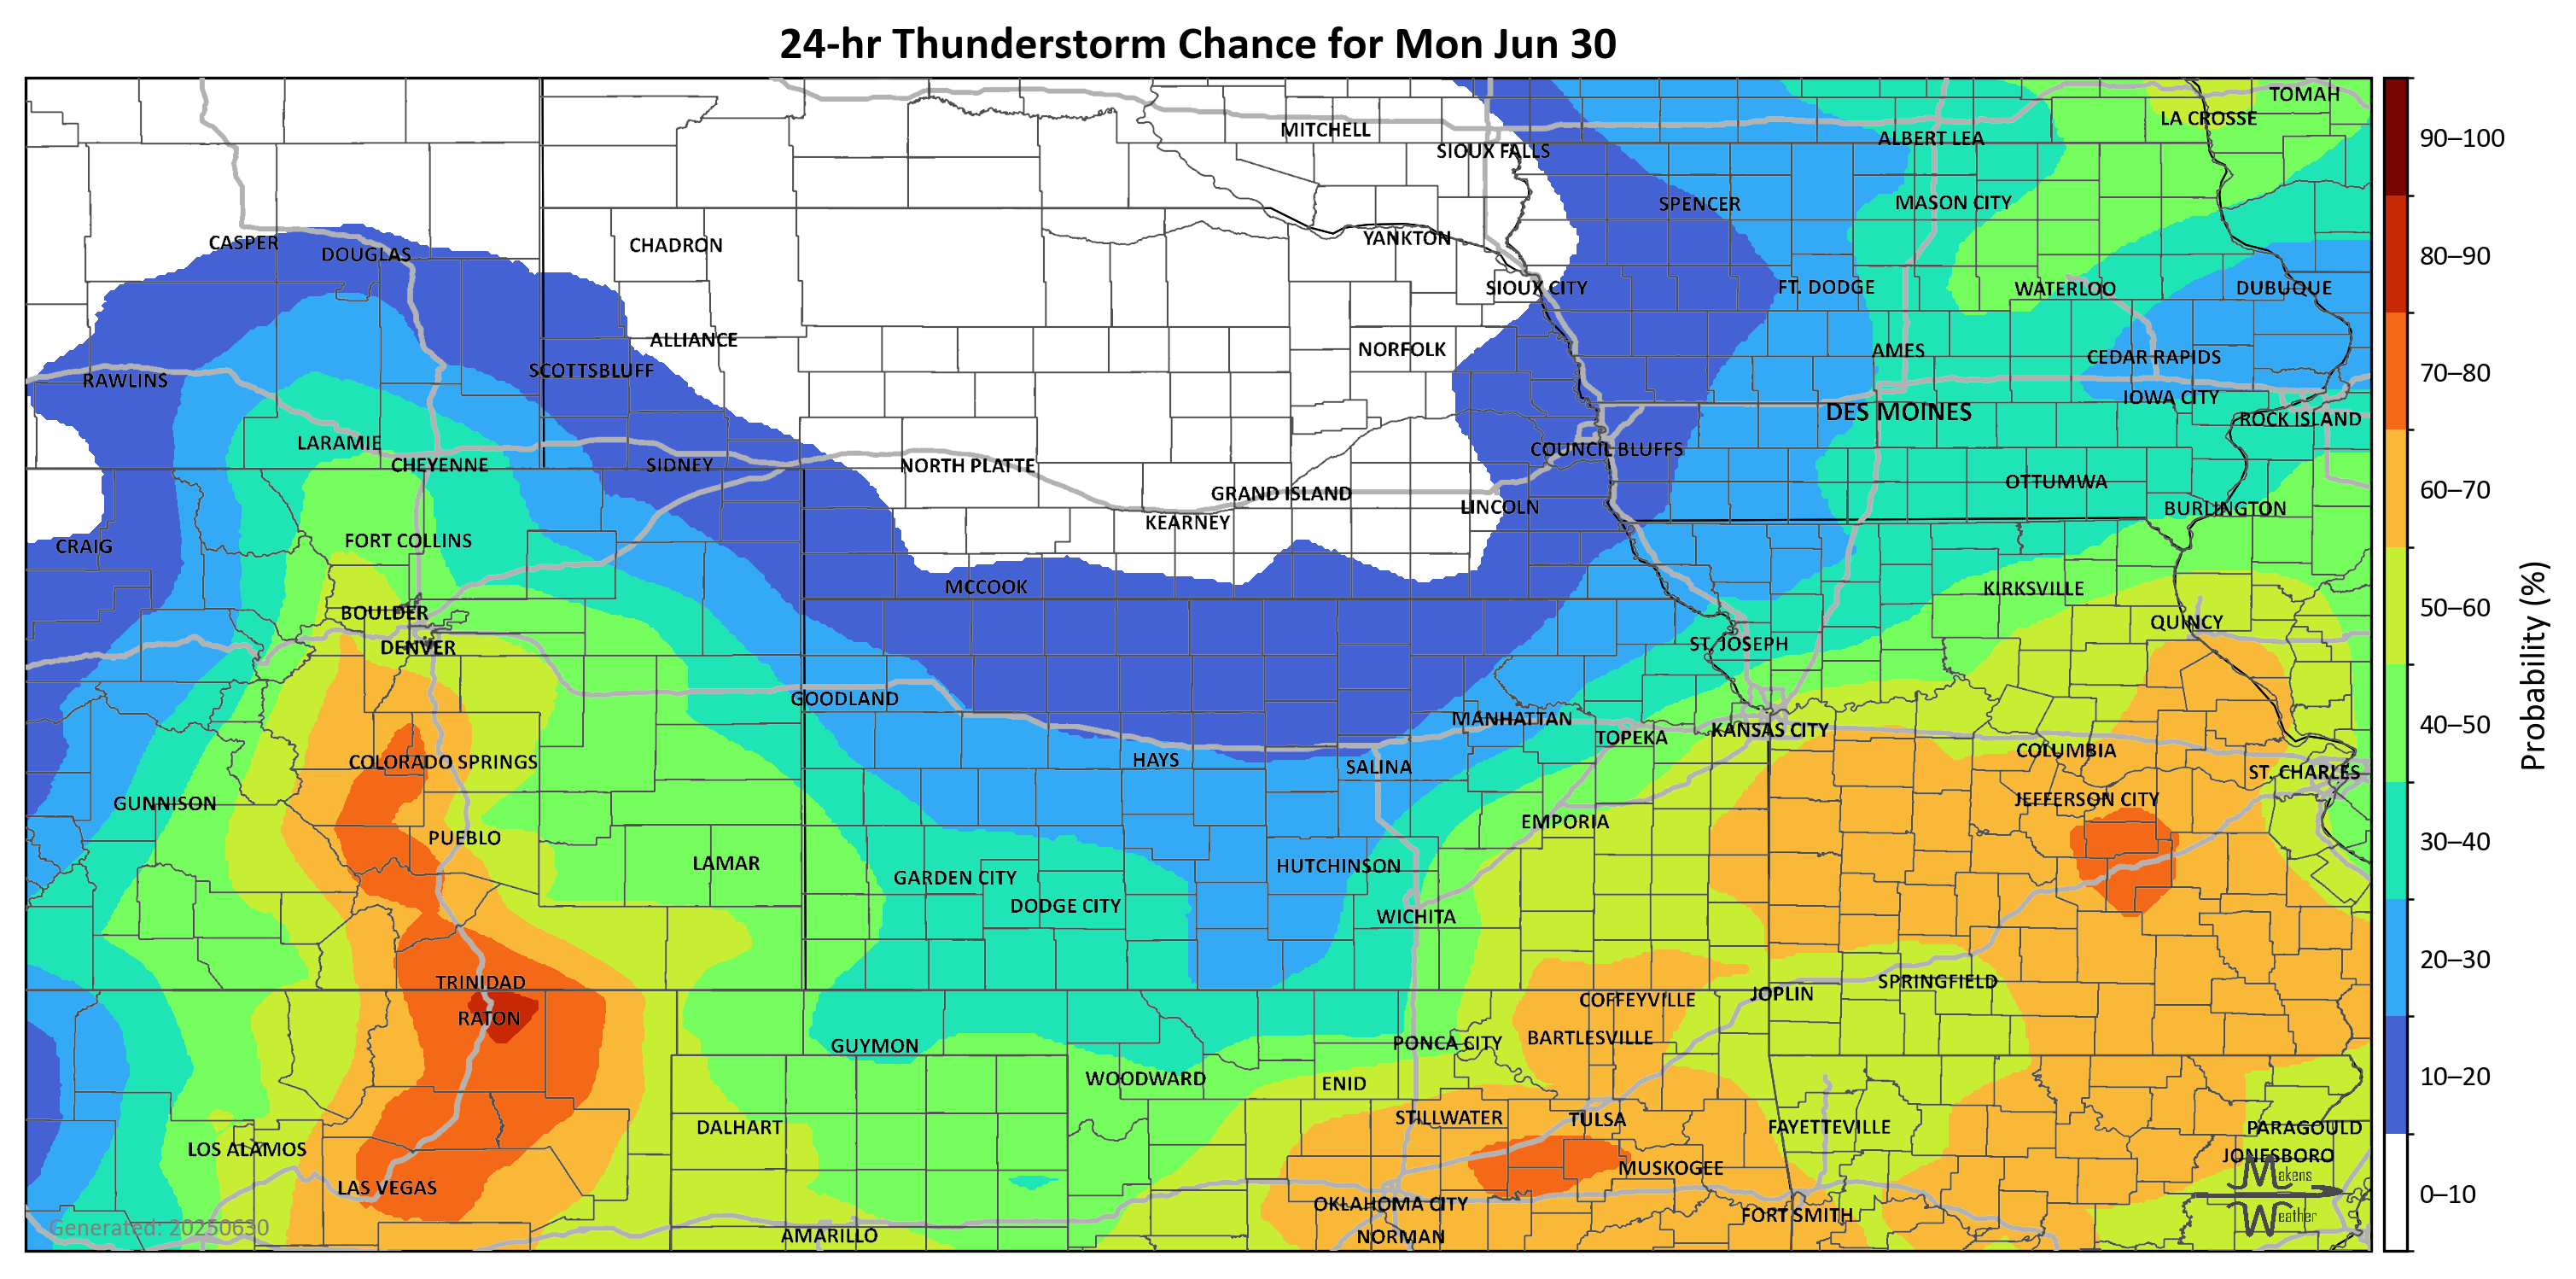 24-hr Thunderstorm Chance for Mon Jun 30
TOMAH
LA CROSSE
MITCHELL
ALBERT LEA
SIOUX FALLS
SPENCER
MASON CITY
CASPER
DOUGLAS
CHADRON
YANKTON
SIOUX CITY
FT. DODGE
WATERLOO
DUBUQUE
ALLIANCE
NORFOLK
AMES
CEDAR RAPIDS
RAWLINS
SCOTTSBLUFF
IOWA CITY
DES MOINES
ROCK ISLAND
LARAMIE
COUNCIL BLUFFS
CHEYENNE
SIDNEY
NORTH PLATTE
OTTUMWA
GRAND ISLAND
LINCOLN
BURLINGTON
KEARNEY
CRAIG
FORT COLLINS
MCCOOK
KIRKSVILLE
BOULDER
QUINCY
DENVER
ST. JOSEPH
GOODLAND
MANHATTAN
KANSAS CITY
TOPEKA
COLUMBIA
COLORADO SPRINGS
HAYS
SALINA
ST. CHARLES
GUNNISON
JEFFERSON CITY
EMPORIA
PUEBLO
LAMAR
HUTCHINSON
GARDEN CITY
DODGE CITY
WICHITA
TRINIDAD
SPRINGFIELD
JOPLIN
COFFEYVILLE
RATON
BARTLESVILLE
GUYMON
PONCA CITY
WOODWARD
ENID
STILLWATER
TULSA
DALHART
FAYETTEVILLE
PARAGOULD
LOS ALAMOS
JONESBORO
MUSKOGEE
LAS VEGAS
OKLAHOMA CITY
FORT SMITH
AMARILLO
NORMAN
Generated: 20250630
Makens
Weather
90–100
80–90
70–80
60–70
50–60
40–50
30–40
20–30
10–20
0–10
Probability (%)